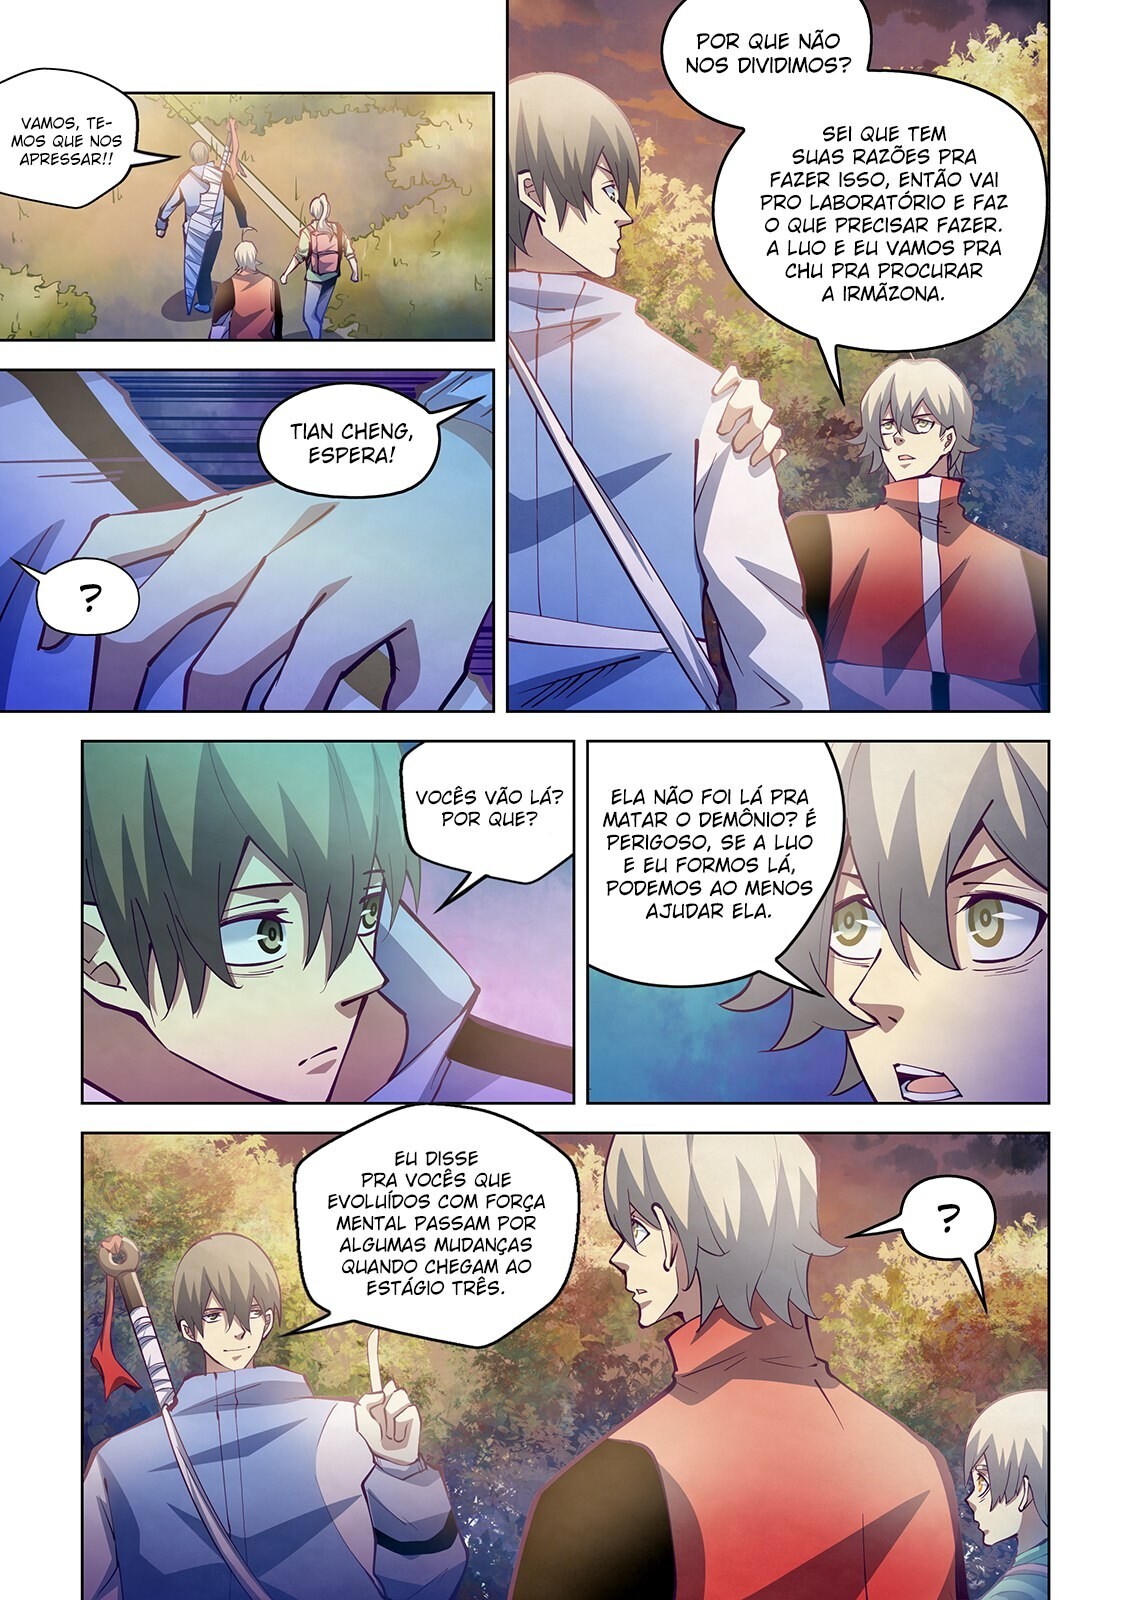 VAMOS, TE-
MOS QUE NOS
APRESSAR!!
TIAN CHENG,
ESPERA!
?
POR QUE NÃO
NOS DIVIDIMOS?
SEI QUE TEM
SUAS RAZÕES PRA
FAZER ISSO, ENTÃO VAI
PRO LABORATÓRIO E FAZ
O QUE PRECISAR FAZER.
A LUO E EU VAMOS PRA
CHU PRA PROCURAR
A IRMÃZONA.
VOCÊS VÃO LÁ?
POR QUE?
ELA NÃO FOI LÁ PRA
MATAR O DEMÔNIO? É
PERIGOSO, SE A LUO
E EU FORMOS LÁ,
PODEMOS AO MENOS
AJUDAR ELA.
EU DISSE
PRA VOCÊS QUE
EVOLUÍDOS COM FORÇA
MENTAL PASSAM POR
ALGUMAS MUDANÇAS
QUANDO CHEGAM AO
ESTÁGIO TRÊS.
?